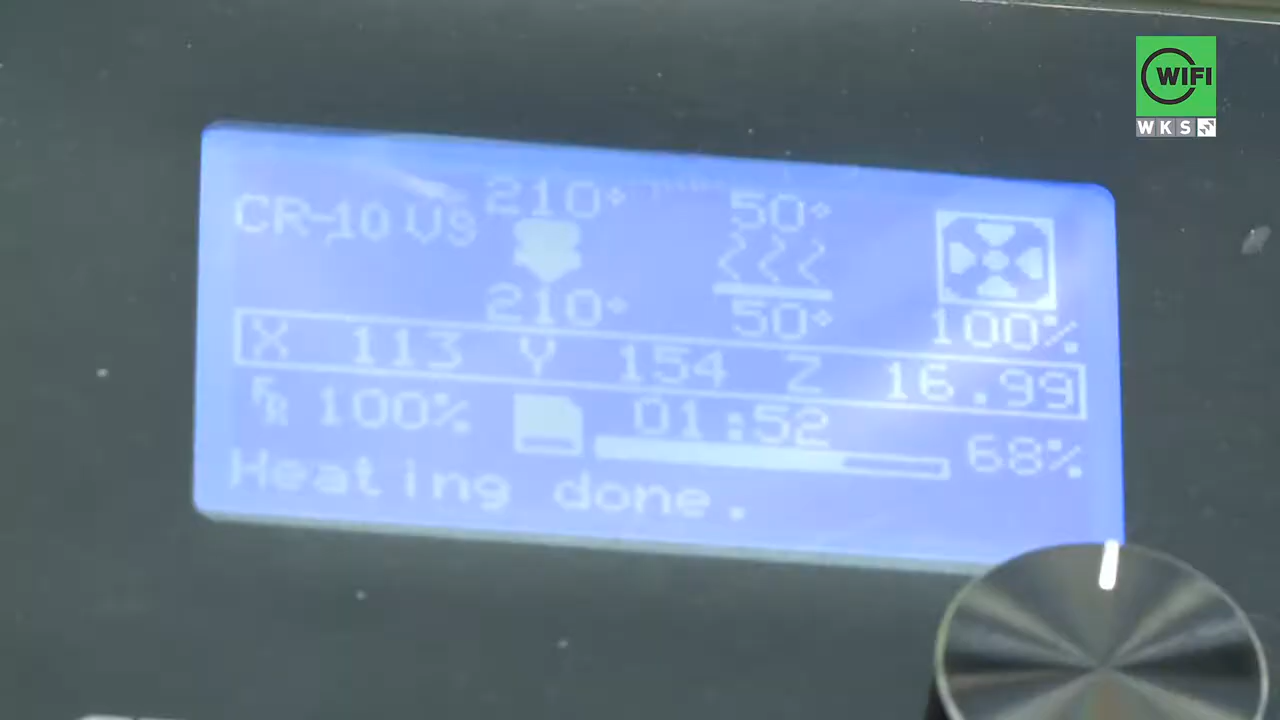 WIFI
WKS
210°
50°
CR-10 VS
210°
50°
100%
X 113 Y 154 Z 16.99
FR 100%
01:52
68%
Heating done.